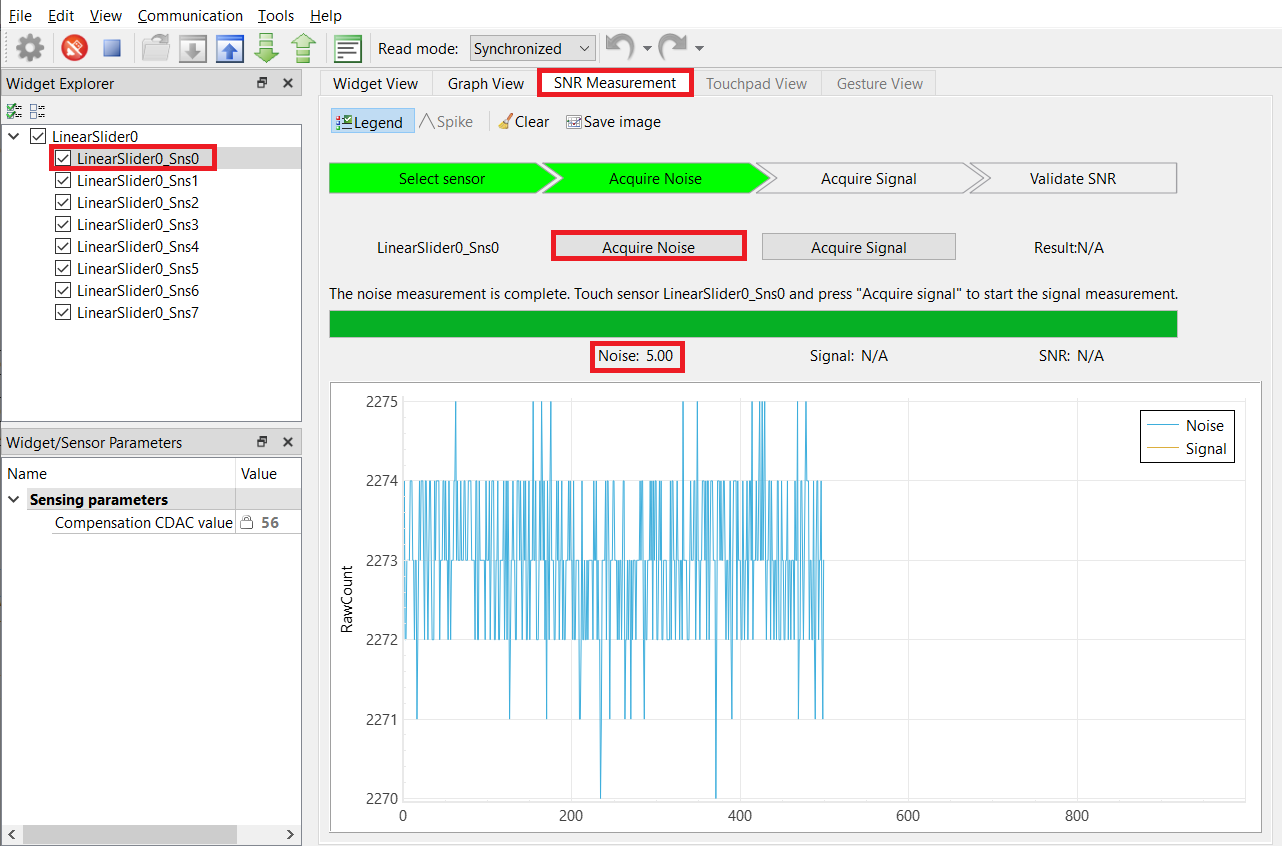 File Edit View Communication Tools Help
Read mode: Synchronized
Widget Explorer
LinearSlider0
LinearSlider0_Sns0
LinearSlider0_Sns1
LinearSlider0_Sns2
LinearSlider0_Sns3
LinearSlider0_Sns4
LinearSlider0_Sns5
LinearSlider0_Sns6
LinearSlider0_Sns7
Widget/Sensor Parameters
Name Value
Sensing parameters
Compensation CDAC value 56
Widget View Graph View SNR Measurement Touchpad View Gesture View
Legend Spike Clear Save image
Select sensor Acquire Noise Acquire Signal Validate SNR
LinearSlider0_Sns0 Acquire Noise Acquire Signal Result:N/A
The noise measurement is complete. Touch sensor LinearSlider0_Sns0 and press "Acquire signal" to start the signal measurement.
Noise: 5.00 Signal: N/A SNR: N/A
2275
2274
2273
2272
2271
2270
RawCount
0 200 400 600 800
Noise
Signal